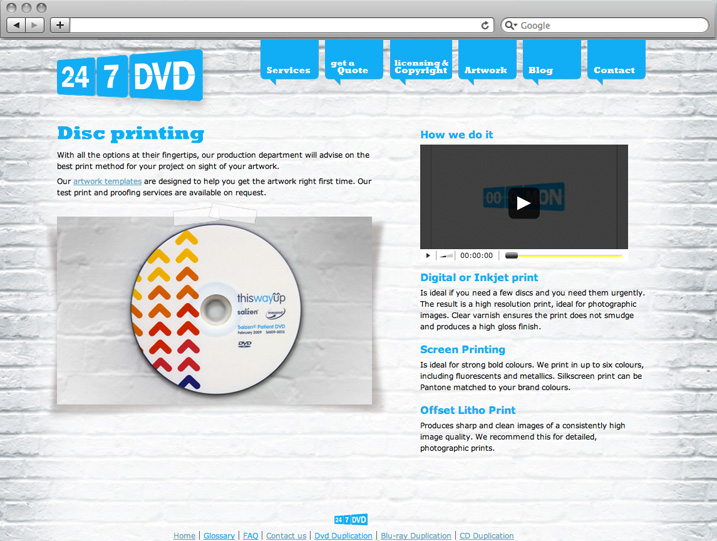 Google
24 7 DVD
Services
get a
Quote
licensing &
Copyright
Artwork
Blog
Contact
Disc printing
With all the options at their fingertips, our production department will advise on the
best print method for your project on sight of your artwork.
Our artwork templates are designed to help you get the artwork right first time. Our
test print and proofing services are available on request.
thiswayup
salzen
Salzen® Patient DVD
DVD
How we do it
00:00:00
Digital or Inkjet print
Is ideal if you need a few discs and you need them urgently.
The result is a high resolution print, ideal for photographic
images. Clear varnish ensures the print does not smudge
and produces a high gloss finish.
Screen Printing
Is ideal for strong bold colours. We print in up to six colours,
including fluorescents and metallics. Silkscreen print can be
Pantone matched to your brand colours.
Offset Litho Print
Produces sharp and clean images of a consistently high
image quality. We recommend this for detailed,
photographic prints.
24 7 DVD
Home | Glossary | FAQ | Contact us | Dvd Duplication | Blu-ray Duplication | CD Duplication